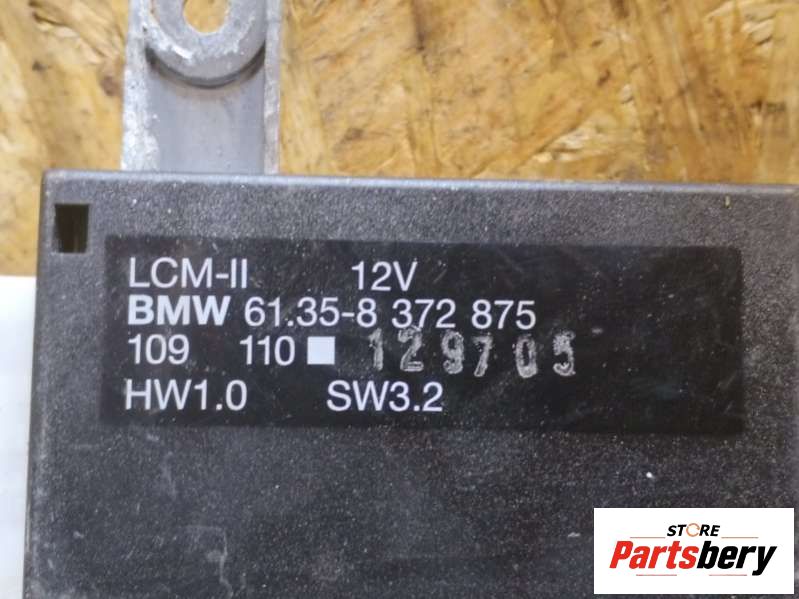 LCM-II 12V
BMW 61.35-8 372 875
109 110 129705
HW1.0 SW3.2
STORE
Partsbery